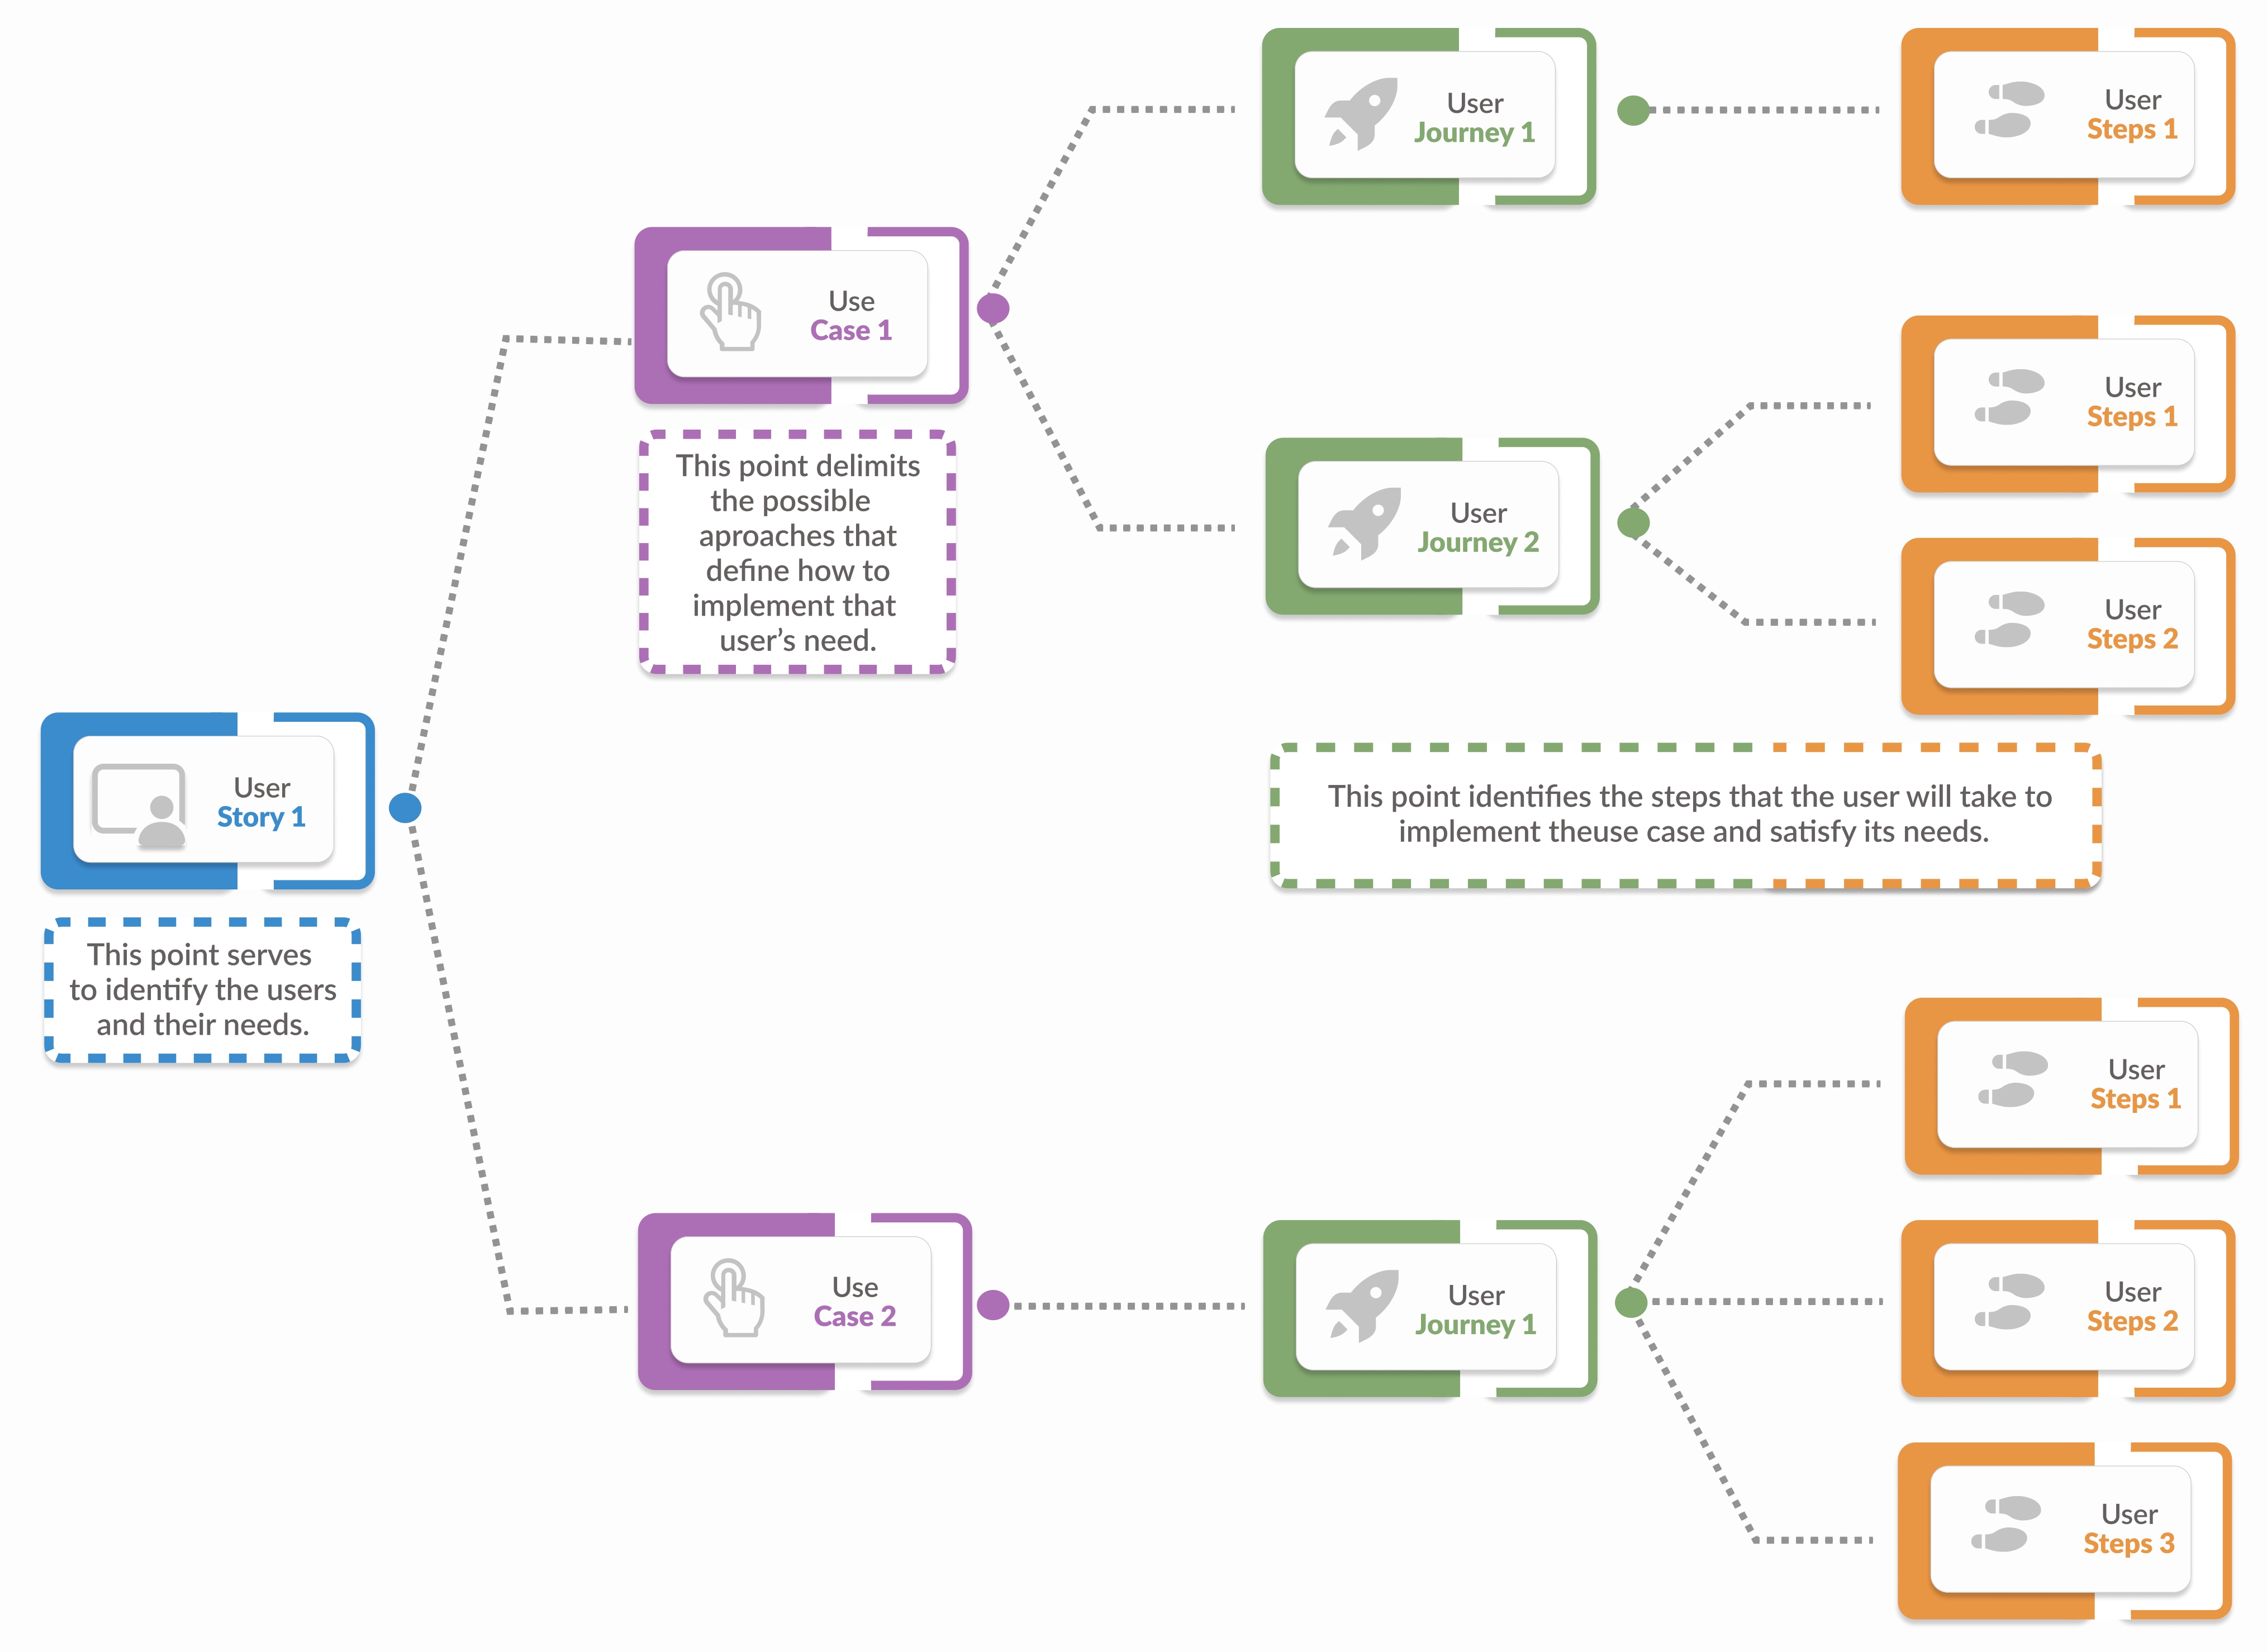 User
Journey 1
User
Steps 1
Use
Case 1
User
Steps 1
This point delimits
the possible
aproaches that
define how to
implement that
user’s need.
User
Journey 2
User
Steps 2
User
Story 1
This point identifies the steps that the user will take to
implement theuse case and satisfy its needs.
This point serves
to identify the users
and their needs.
User
Steps 1
Use
Case 2
User
Journey 1
User
Steps 2
User
Steps 3